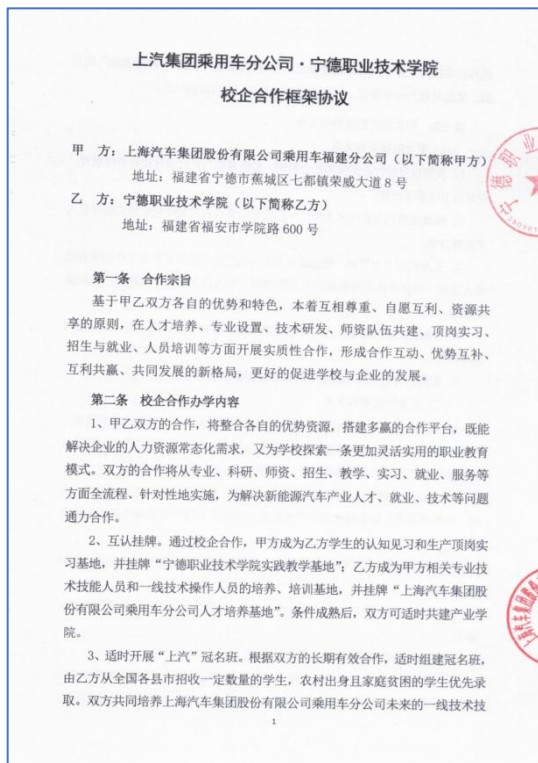 上汽集团乘用车分公司·宁德职业技术学院
校企合作框架协议
甲 方：上海汽车集团股份有限公司乘用车福建分公司（以下简称甲方）
地址：福建省宁德市蕉城区七都镇荣威大道 8 号
乙 方：宁德职业技术学院（以下简称乙方）
地址：福建省福安市学院路 600 号
第一条 合作宗旨
基于甲乙双方各自的优势和特色，本着互相尊重、自愿互利、资源共
享的原则，在人才培养、专业设置、技术研发、师资队伍共建、顶岗实习、
招生与就业、人员培训等方面开展实质性合作，形成合作互动、优势互补、
互利共赢、共同发展的新格局，更好的促进学校与企业的发展。
第二条 校企合作办学内容
1、甲乙双方的合作，将整合各自的优势资源，搭建多赢的合作平台，既能
解决企业的人力资源常态化需求，又为学校探索一条更加灵活实用的职业教育
模式。双方的合作将从专业、科研、师资、招生、教学、实习、就业、服务等
方面全流程、针对性地实施，为解决新能源汽车产业人才、就业、技术等问题
通力合作。
2、互认挂牌。通过校企合作，甲方成为乙方学生的认知见习和生产顶岗实
习基地，并挂牌“宁德职业技术学院实践教学基地”；乙方成为甲方相关专业技
术技能人员和一线技术操作人员的培养、培训基地，并挂牌“上海汽车集团股
份有限公司乘用车分公司人才培养基地”。条件成熟后，双方可适时共建产业学
院。
3、适时开展“上汽”冠名班。根据双方的长期有效合作，适时组建冠名班，
由乙方从全国各县市招收一定数量的学生，农村出身且家庭贫困的学生优先录
取。双方共同培养上海汽车集团股份有限公司乘用车分公司未来的一线技术技
1
宁德职业
上海汽车集团股